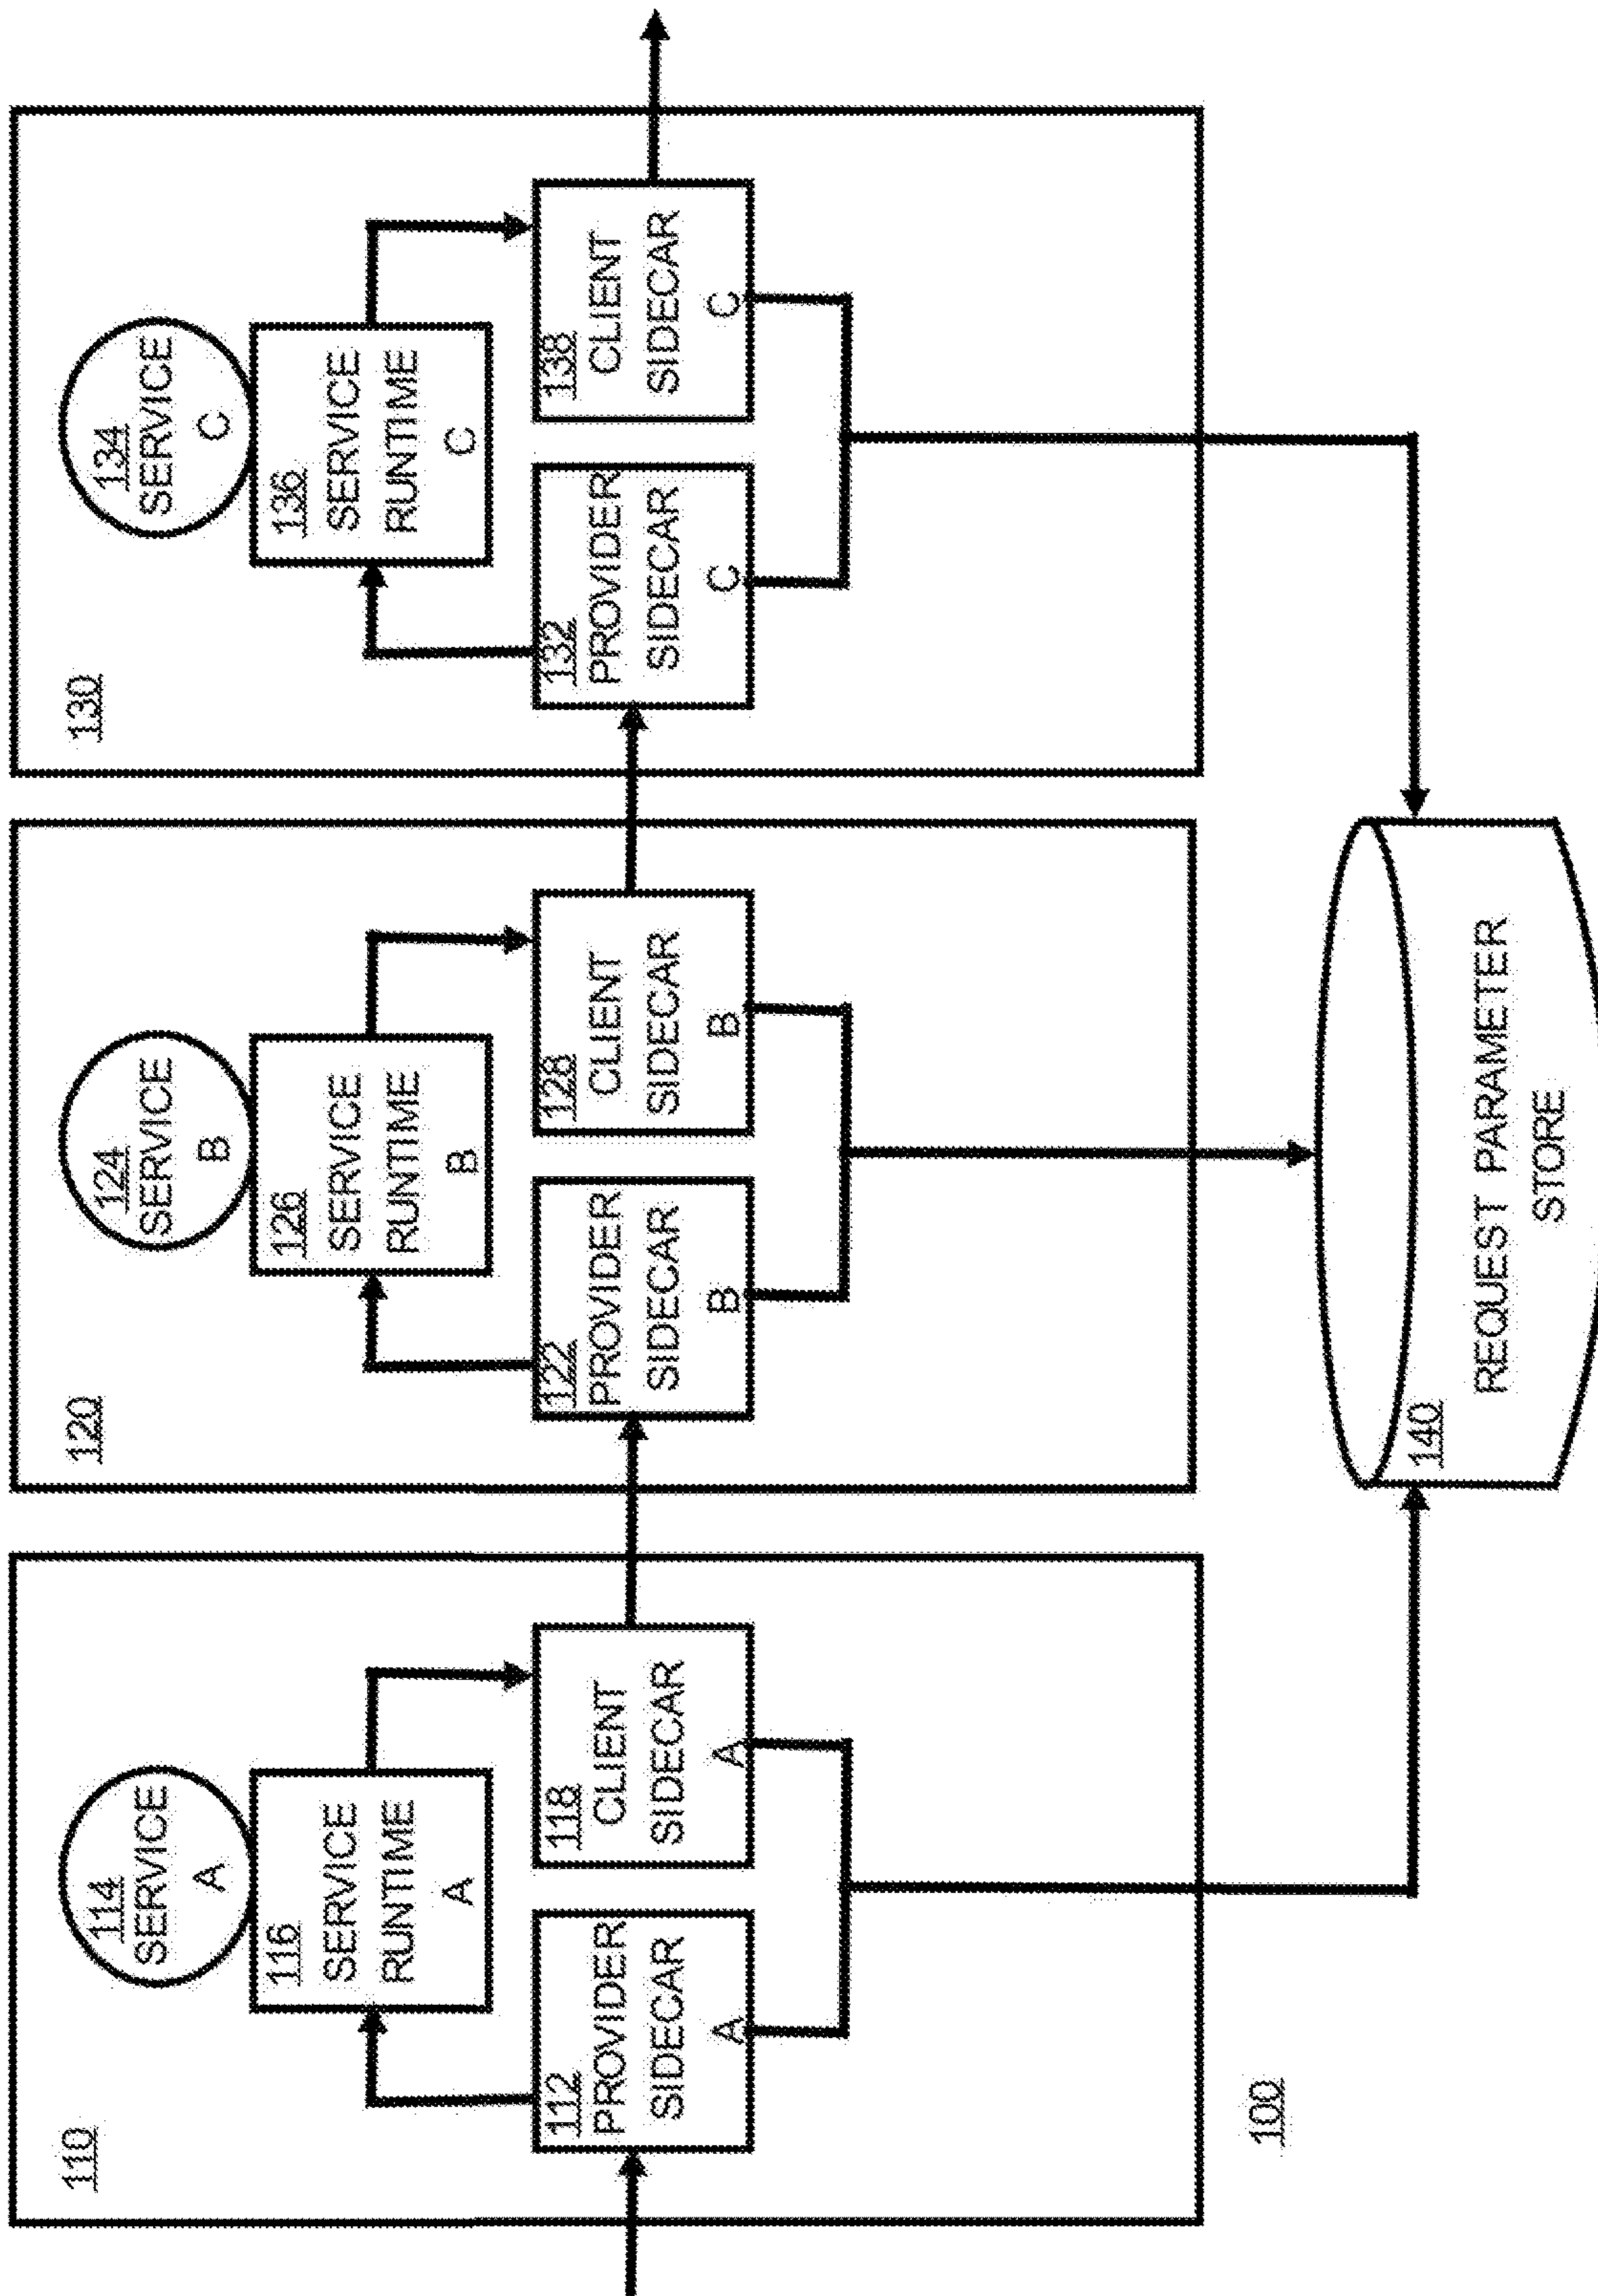 110
114
SERVICE
A
116
SERVICE
RUNTIME
A
112
PROVIDER
SIDECAR
A
118
CLIENT
SIDECAR
A
120
124
SERVICE
B
126
SERVICE
RUNTIME
B
122
PROVIDER
SIDECAR
B
128
CLIENT
SIDECAR
B
130
134
SERVICE
C
136
SERVICE
RUNTIME
C
132
PROVIDER
SIDECAR
C
138
CLIENT
SIDECAR
C
100
140
REQUEST PARAMETER
STORE